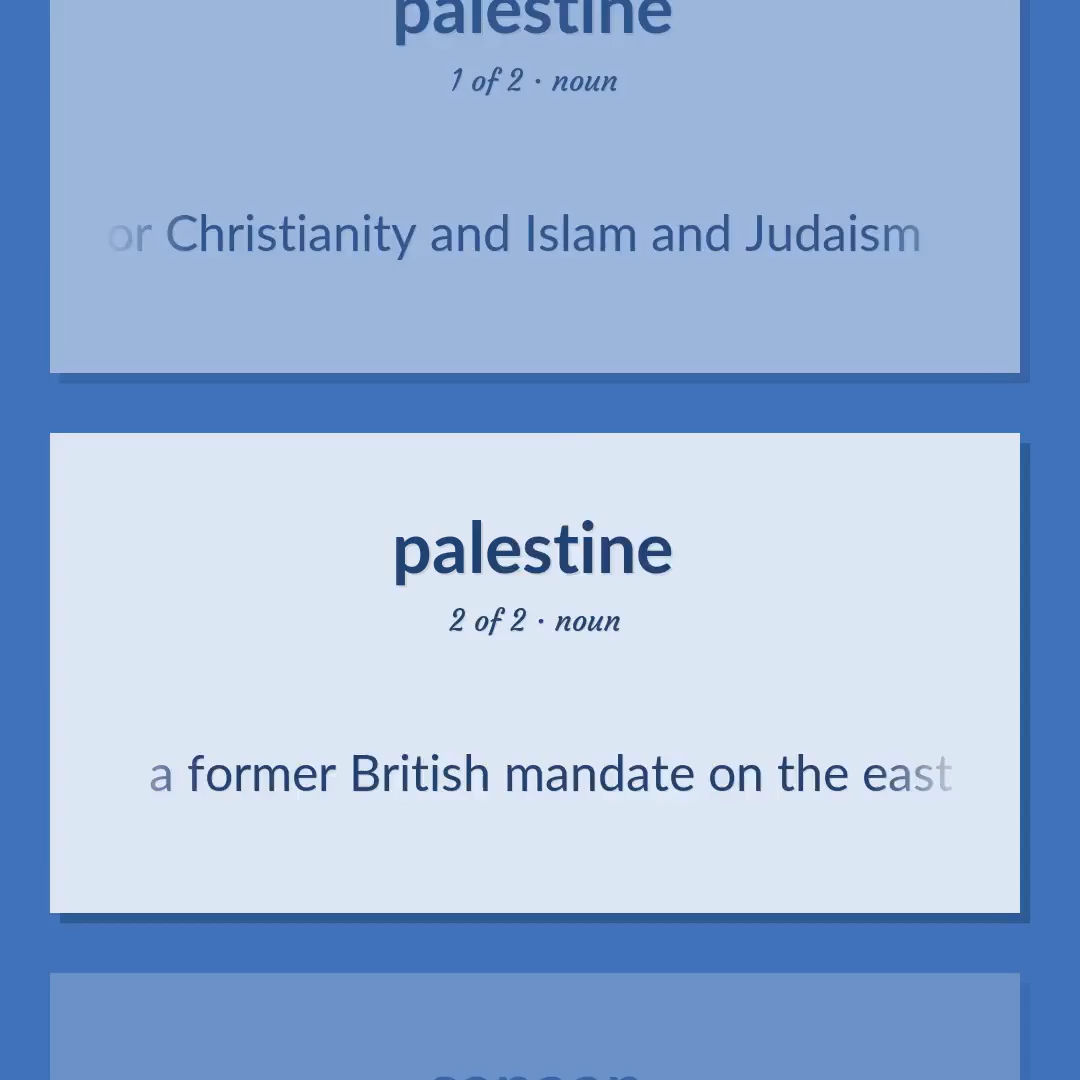 palestine
1 of 2 · noun
or Christianity and Islam and Judaism
palestine
2 of 2 · noun
a former British mandate on the east